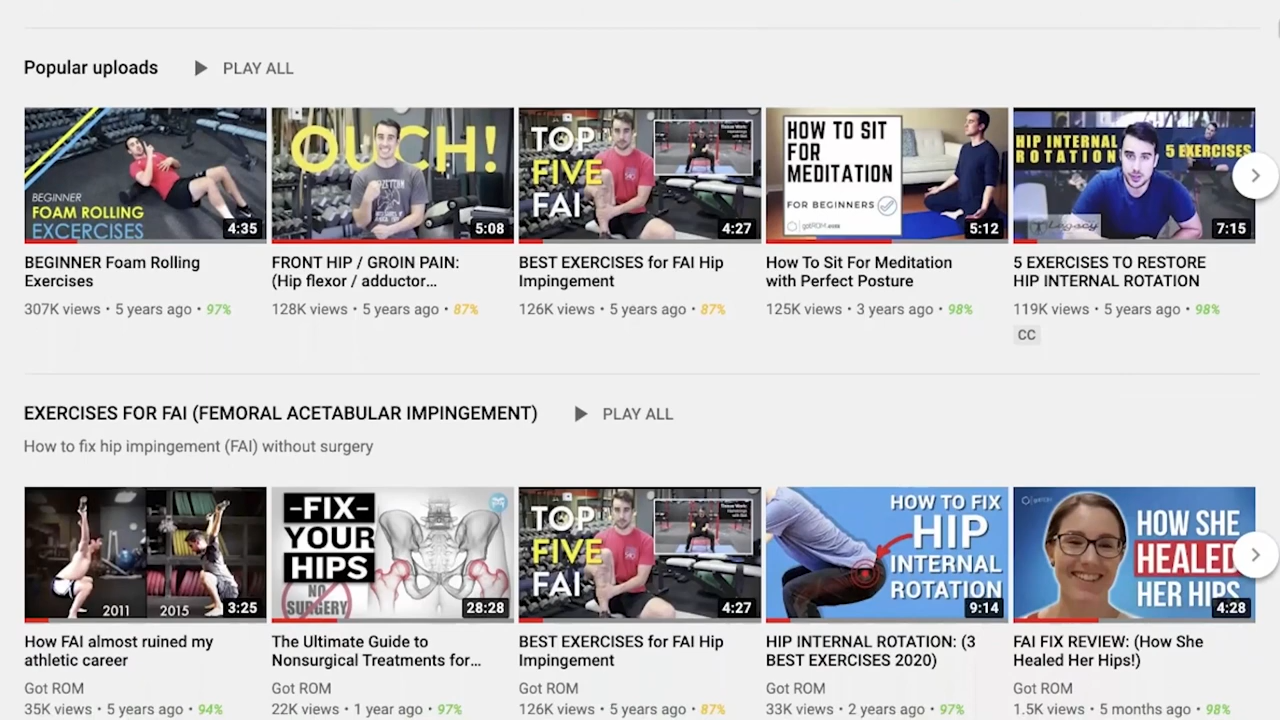 Popular uploads
PLAY ALL
BEGINNER
FOAM ROLLING
EXCERCISES
4:35
OUCH!
5:08
TOP
FIVE
FAI
4:27
HOW TO SIT
FOR
MEDITATION
FOR BEGINNERS
gotROM.com
5:12
HIP INTERNAL
ROTATION
5 EXERCISES
Legacy
7:15
BEGINNER Foam Rolling
Exercises
307K views • 5 years ago • 97%
FRONT HIP / GROIN PAIN:
(Hip flexor / adductor...
128K views • 5 years ago • 87%
BEST EXERCISES for FAI Hip
Impingement
126K views • 5 years ago • 87%
How To Sit For Meditation
with Perfect Posture
125K views • 3 years ago • 98%
5 EXERCISES TO RESTORE
HIP INTERNAL ROTATION
119K views • 5 years ago • 98%
CC
EXERCISES FOR FAI (FEMORAL ACETABULAR IMPINGEMENT)
PLAY ALL
How to fix hip impingement (FAI) without surgery
2011
2015
3:25
-FIX-
YOUR
HIPS
NO
SURGERY
28:28
TOP
FIVE
FAI
4:27
HOW TO FIX
HIP
INTERNAL
ROTATION
9:14
HOW SHE
HEALED
HER HIPS
4:28
How FAI almost ruined my
athletic career
Got ROM
35K views • 5 years ago • 94%
The Ultimate Guide to
Nonsurgical Treatments for...
Got ROM
22K views • 1 year ago • 97%
BEST EXERCISES for FAI Hip
Impingement
Got ROM
126K views • 5 years ago • 87%
HIP INTERNAL ROTATION: (3
BEST EXERCISES 2020)
Got ROM
33K views • 2 years ago • 97%
FAI FIX REVIEW: (How She
Healed Her Hips!)
Got ROM
1.5K views • 5 months ago • 98%